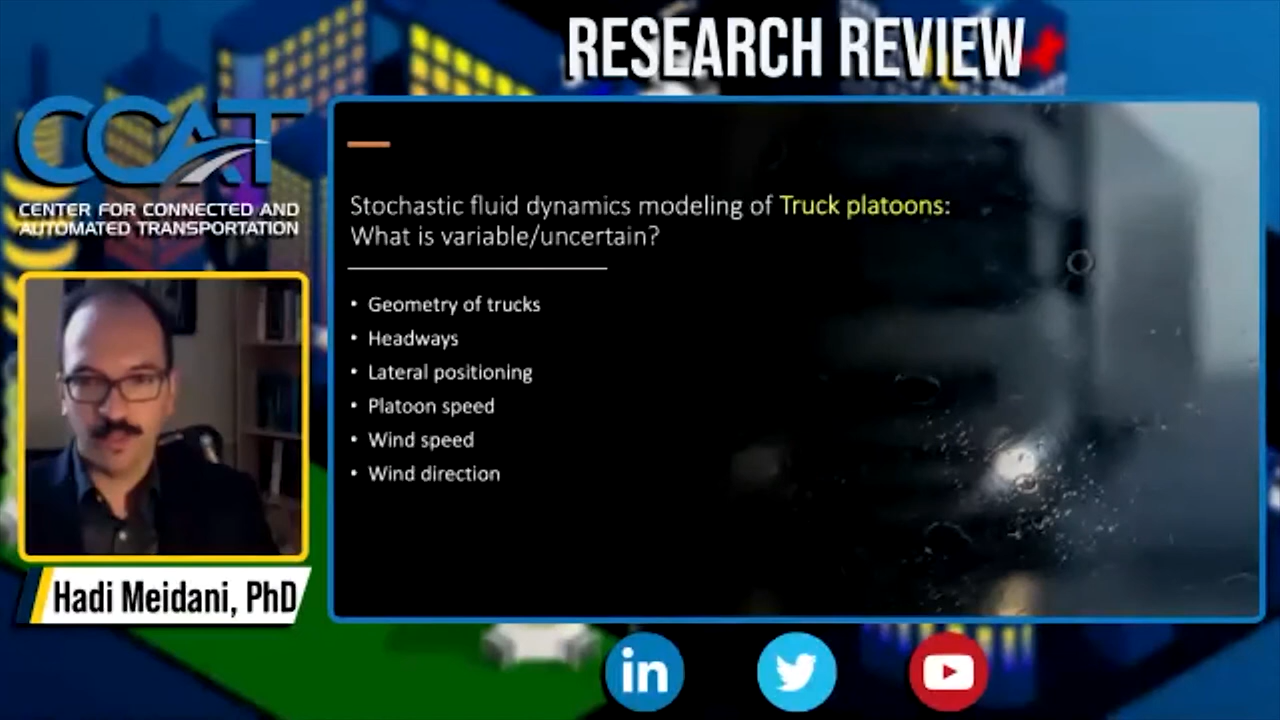 RESEARCH REVIEW
CCAT
CENTER FOR CONNECTED AND
AUTOMATED TRANSPORTATION
Stochastic fluid dynamics modeling of Truck platoons:
What is variable/uncertain?
• Geometry of trucks
• Headways
• Lateral positioning
• Platoon speed
• Wind speed
• Wind direction
Hadi Meidani, PhD
in